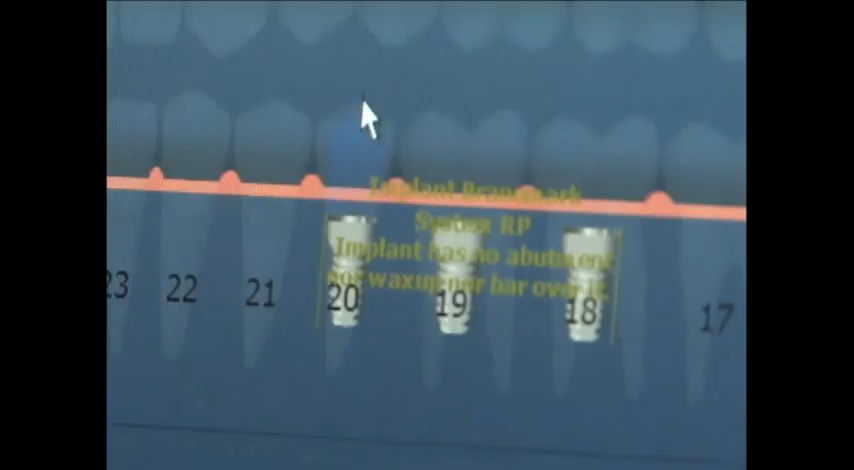 Implant Branemark
System RP
Implant has no abutment
nor waxup nor bar over it.
23 22 21 20 19 18 17